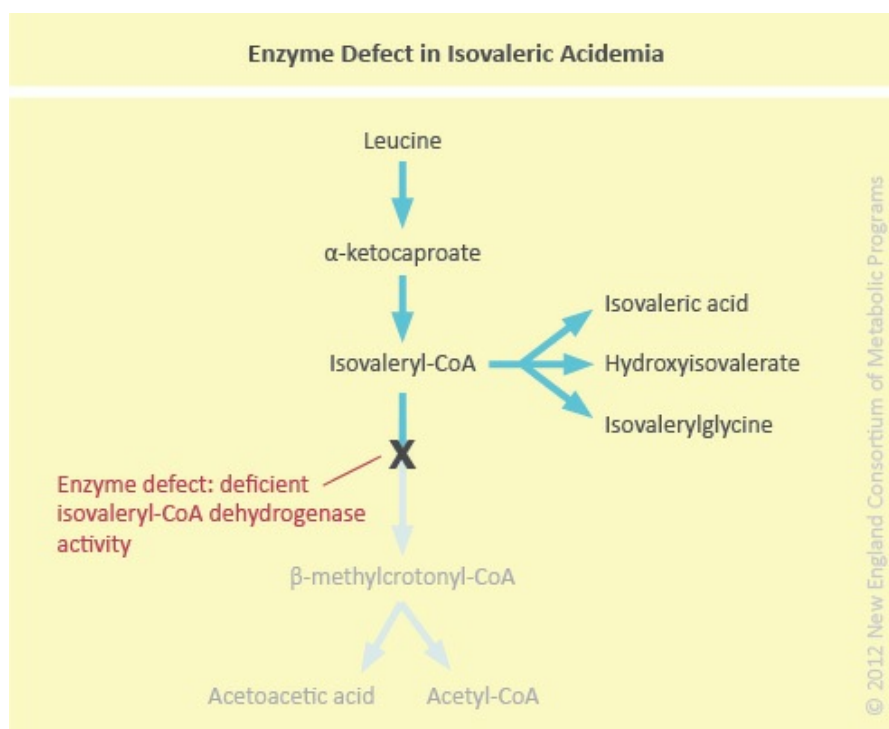 Enzyme Defect in Isovaleric Acidemia
Leucine
α-ketocaproate
Isovaleryl-CoA
Isovaleric acid
Hydroxyisovalerate
Isovalerylglycine
X
Enzyme defect: deficient
isovaleryl-CoA dehydrogenase
activity
β-methylcrotonyl-CoA
Acetoacetic acid
Acetyl-CoA
© 2012 New England Consortium of Metabolic Programs